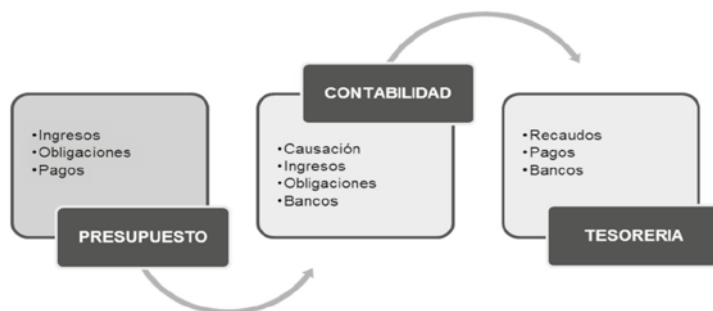 •Ingresos
•Obligaciones
•Pagos
PRESUPUESTO
CONTABILIDAD
•Causación
•Ingresos
•Obligaciones
•Bancos
•Recaudos
•Pagos
•Bancos
TESORERIA